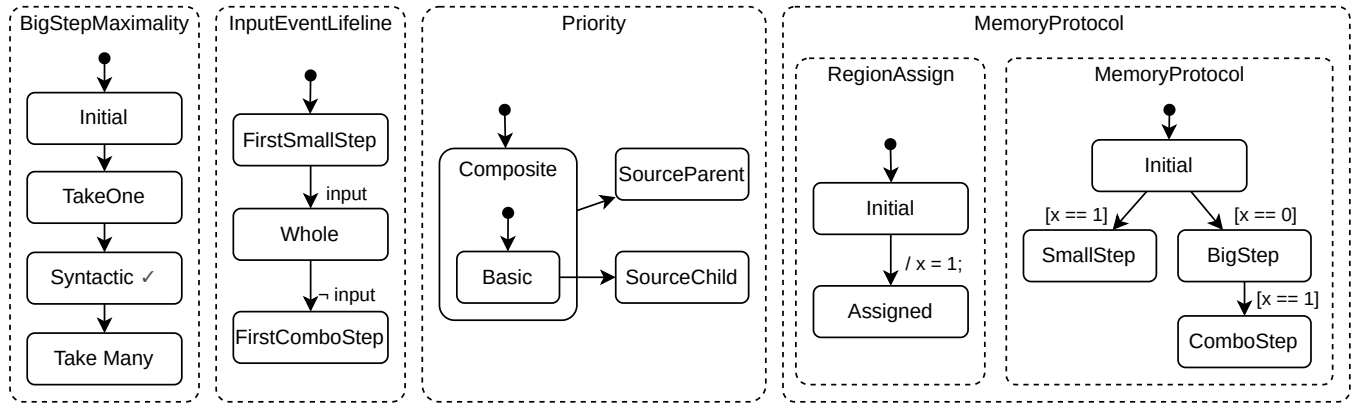 BigStepMaximality
Initial
TakeOne
Syntactic ✓
Take Many
InputEventLifeline
FirstSmallStep
input
Whole
¬ input
FirstComboStep
Priority
Composite
Basic
SourceParent
SourceChild
MemoryProtocol
RegionAssign
Initial
/ x = 1;
Assigned
MemoryProtocol
Initial
[x == 1]
[x == 0]
SmallStep
BigStep
[x == 1]
ComboStep